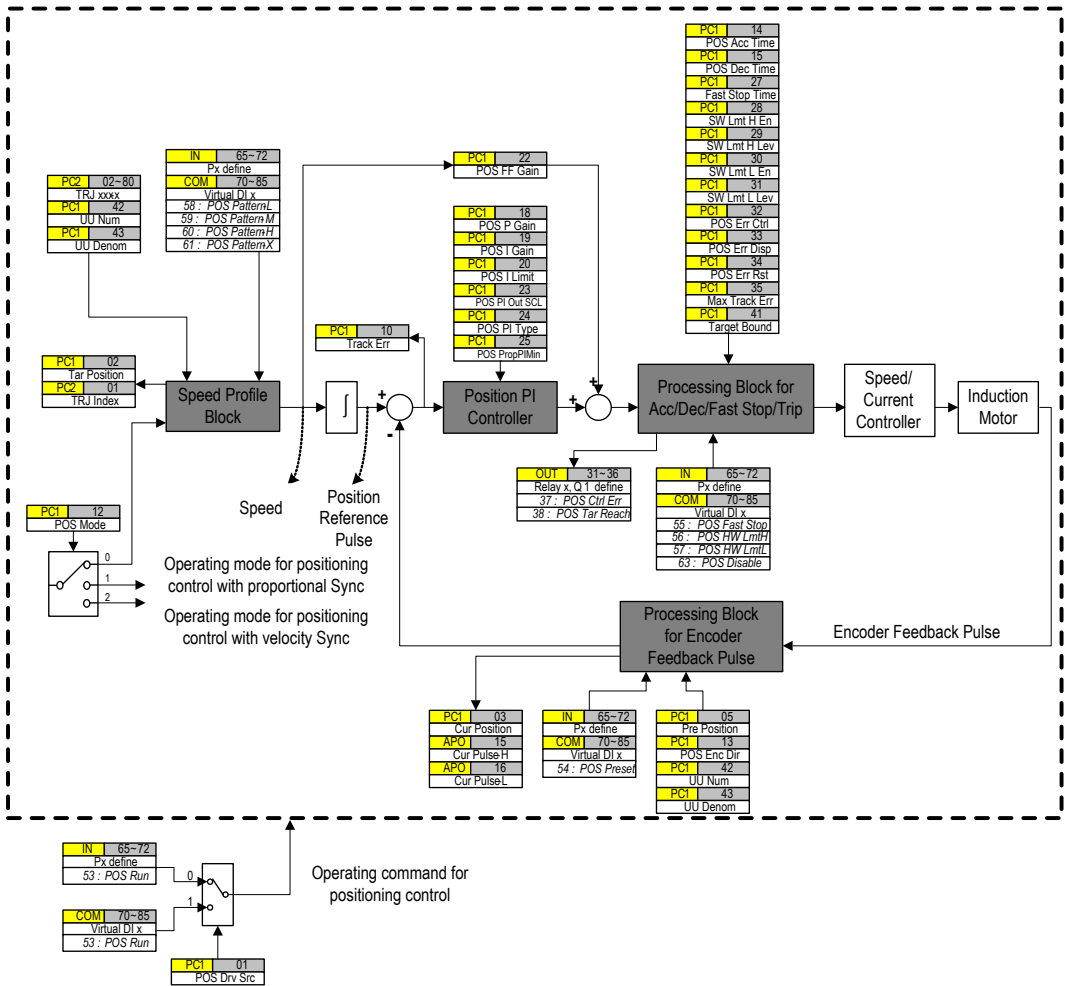 PC1 14
POS Acc Time
PC1 15
POS Dec Time
PC1 27
Fast Stop Time
PC1 28
SW Lmt H En
PC1 29
SW Lmt H Lev
PC1 30
SW Lmt L En
PC1 31
SW Lmt L Lev
PC1 32
POS Err Ctrl
PC1 33
POS Err Disp
PC1 34
POS Err Rst
PC1 35
Max Track Err
PC1 41
Target Bound
IN 65~72
Px define
COM 70~85
Virtual DI x
58 : POS Pattern-L
59 : POS Pattern-M
60 : POS Pattern-H
61 : POS Pattern-X
PC2 02~80
TRJ xxx-x
PC1 42
UU Num
PC1 43
UU Denom
PC1 22
POS FF Gain
PC1 18
POS P Gain
PC1 19
POS I Gain
PC1 20
POS I Limit
PC1 23
POS PI Out SCL
PC1 24
POS PI Type
PC1 25
POS PropPIMin
PC1 10
Track Err
PC1 02
Tar Position
PC2 01
TRJ Index
Speed Profile
Block
∫
+
-
Position PI
Controller
+
+
Processing Block for
Acc/Dec/Fast Stop/Trip
Speed/
Current
Controller
Induction
Motor
Speed
Position
Reference
Pulse
OUT 31~36
Relay x, Q 1 define
37 : POS Ctrl Err
38 : POS Tar Reach
IN 65~72
Px define
COM 70~85
Virtual DI x
55 : POS Fast Stop
56 : POS HW LmtH
57 : POS HW LmtL
63 : POS Disable
PC1 12
POS Mode
0
1
2
Operating mode for positioning
control with proportional Sync
Operating mode for positioning
control with velocity Sync
Processing Block
for Encoder
Feedback Pulse
Encoder Feedback Pulse
PC1 03
Cur Position
APO 15
Cur Pulse-H
APO 16
Cur Pulse-L
IN 65~72
Px define
COM 70~85
Virtual DI x
54 : POS Preset
PC1 05
Pre Position
PC1 13
POS Enc Dir
PC1 42
UU Num
PC1 43
UU Denom
IN 65~72
Px define
53 : POS Run
0
1
COM 70~85
Virtual DI x
53 : POS Run
PC1 01
POS Drv Src
Operating command for
positioning control